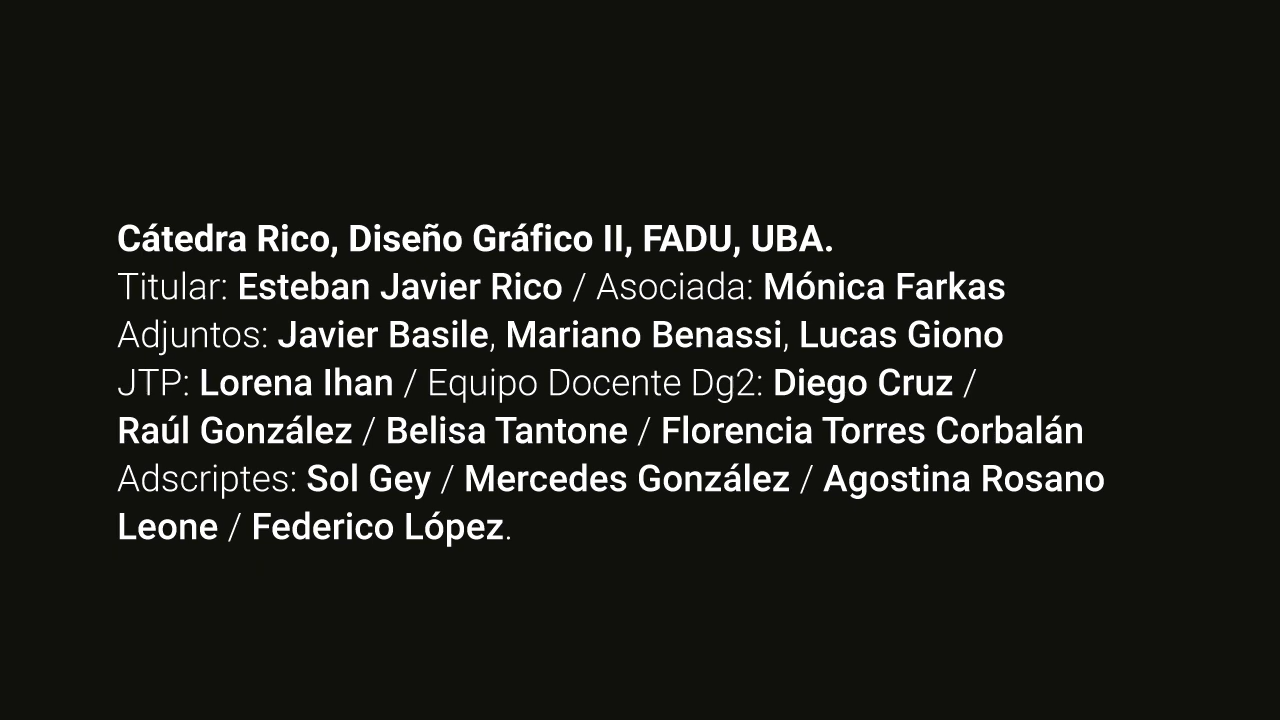 Cátedra Rico, Diseño Gráfico II, FADU, UBA.
Titular: Esteban Javier Rico / Asociada: Mónica Farkas
Adjuntos: Javier Basile, Mariano Benassi, Lucas Giono
JTP: Lorena Ihan / Equipo Docente Dg2: Diego Cruz /
Raúl González / Belisa Tantone / Florencia Torres Corbalán
Adscriptes: Sol Gey / Mercedes González / Agostina Rosano
Leone / Federico López.